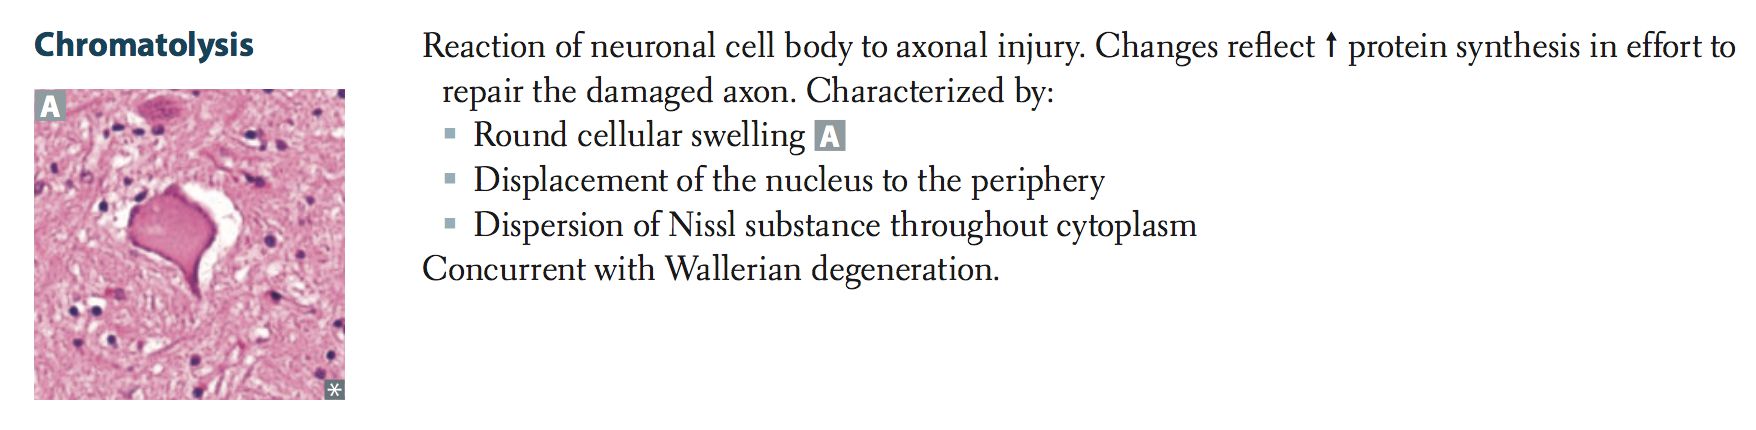 Chromatolysis
A
*
Reaction of neuronal cell body to axonal injury. Changes reflect ↑ protein synthesis in effort to
repair the damaged axon. Characterized by:
▪ Round cellular swelling A
▪ Displacement of the nucleus to the periphery
▪ Dispersion of Nissl substance throughout cytoplasm
Concurrent with Wallerian degeneration.